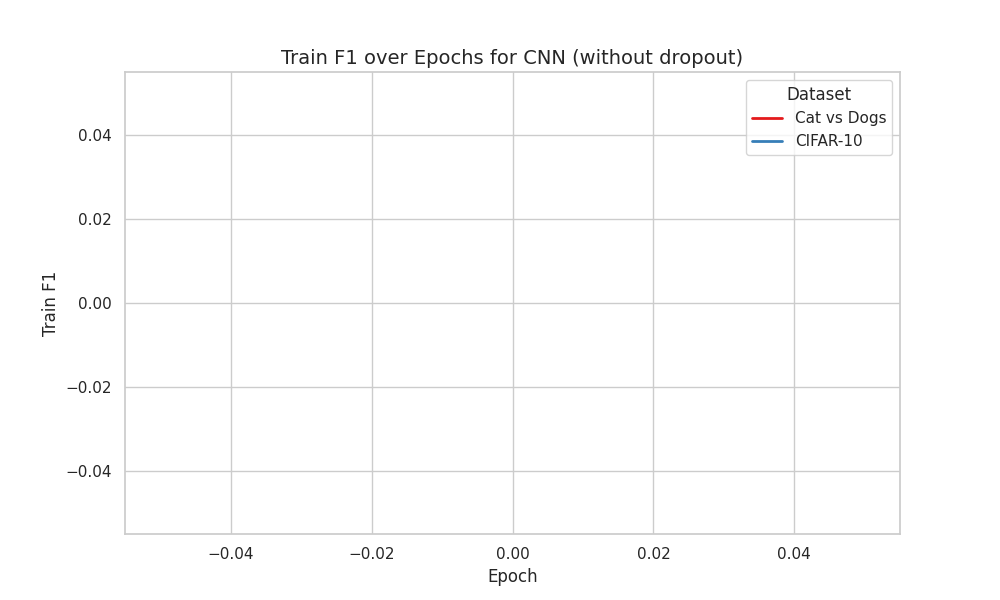 Train F1 over Epochs for CNN (without dropout)
Dataset
Cat vs Dogs
CIFAR-10
0.04
0.02
0.00
−0.02
−0.04
Train F1
−0.04
−0.02
0.00
0.02
0.04
Epoch